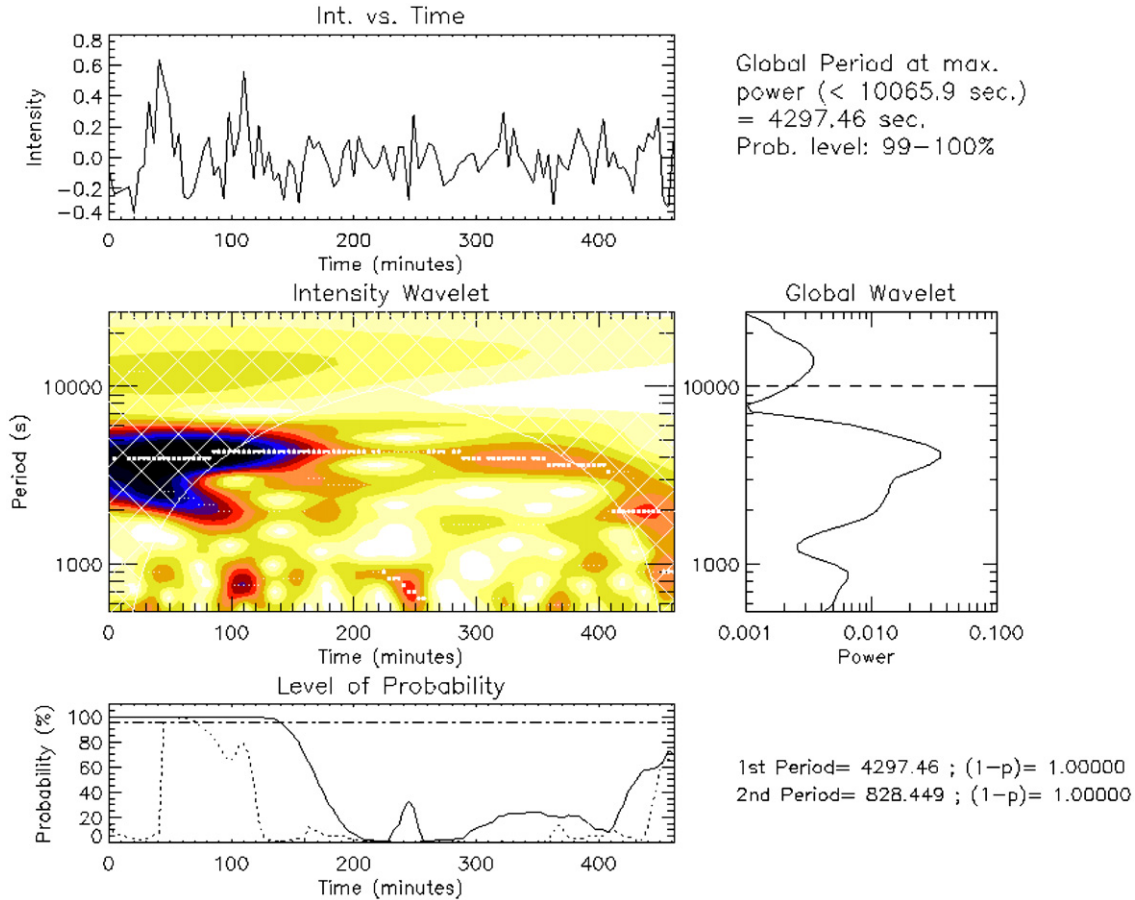 Int. vs. Time
0.8
0.6
0.4
0.2
0.0
-0.2
-0.4
Intensity
0 100 200 300 400
Time (minutes)
Global Period at max.
power (< 10065.9 sec.)
= 4297.46 sec.
Prob. level: 99-100%
Intensity Wavelet
10000
1000
Period (s)
0 100 200 300 400
Time (minutes)
Global Wavelet
10000
1000
0.001 0.010 0.100
Power
Level of Probability
100
80
60
40
20
0
Probability (%)
0 100 200 300 400
Time (minutes)
1st Period= 4297.46 ; (1-p)= 1.00000
2nd Period= 828.449 ; (1-p)= 1.00000